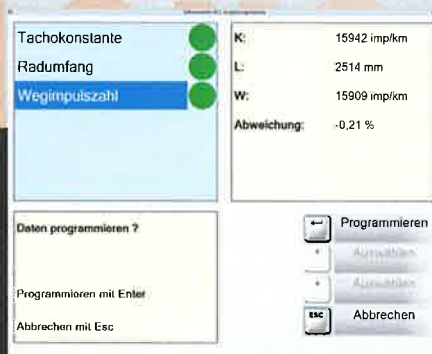 Tachokonstante
Radumfang
Wegimpulszahl
K: 15942 imp/km
L: 2514 mm
W: 15909 imp/km
Abweichung: -0,21 %
Daten programmieren ?
Programmieren mit Enter
Abbrechen mit Esc
Programmieren
Auswählen
Auswählen
ESC Abbrechen